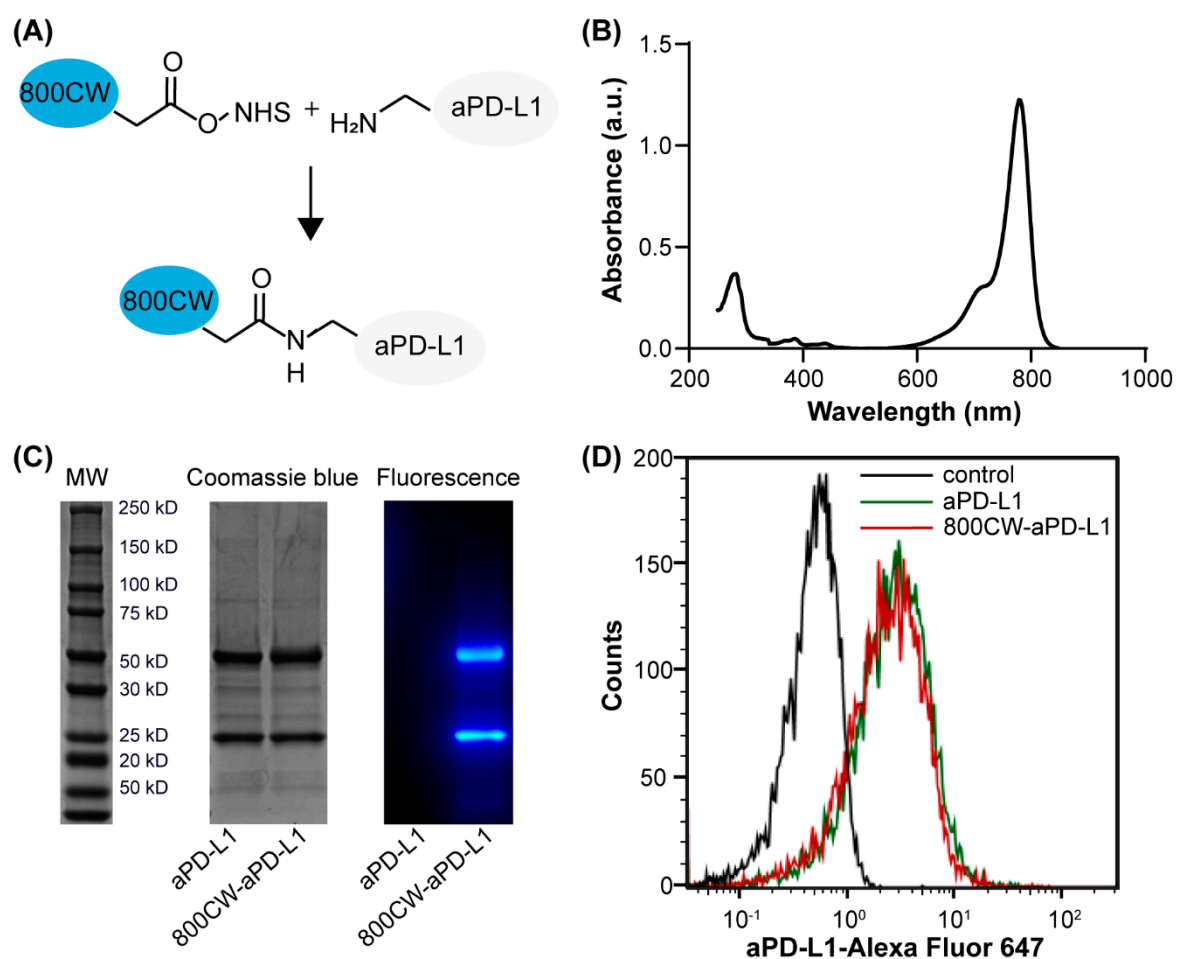 (A)
800CW
O
O
NHS
+
H₂N
aPD-L1
800CW
O
N
H
aPD-L1
(B)
Absorbance (a.u.)
1.5
1.0
0.5
0.0
200 400 600 800 1000
Wavelength (nm)
(C)
MW Coomassie blue Fluorescence
250 kD
150 kD
100 kD
75 kD
50 kD
30 kD
25 kD
20 kD
50 kD
aPD-L1
800CW-aPD-L1
aPD-L1
800CW-aPD-L1
(D)
Counts
200
150
100
50
0
control
aPD-L1
800CW-aPD-L1
10⁻¹ 10⁰ 10¹ 10²
aPD-L1-Alexa Fluor 647